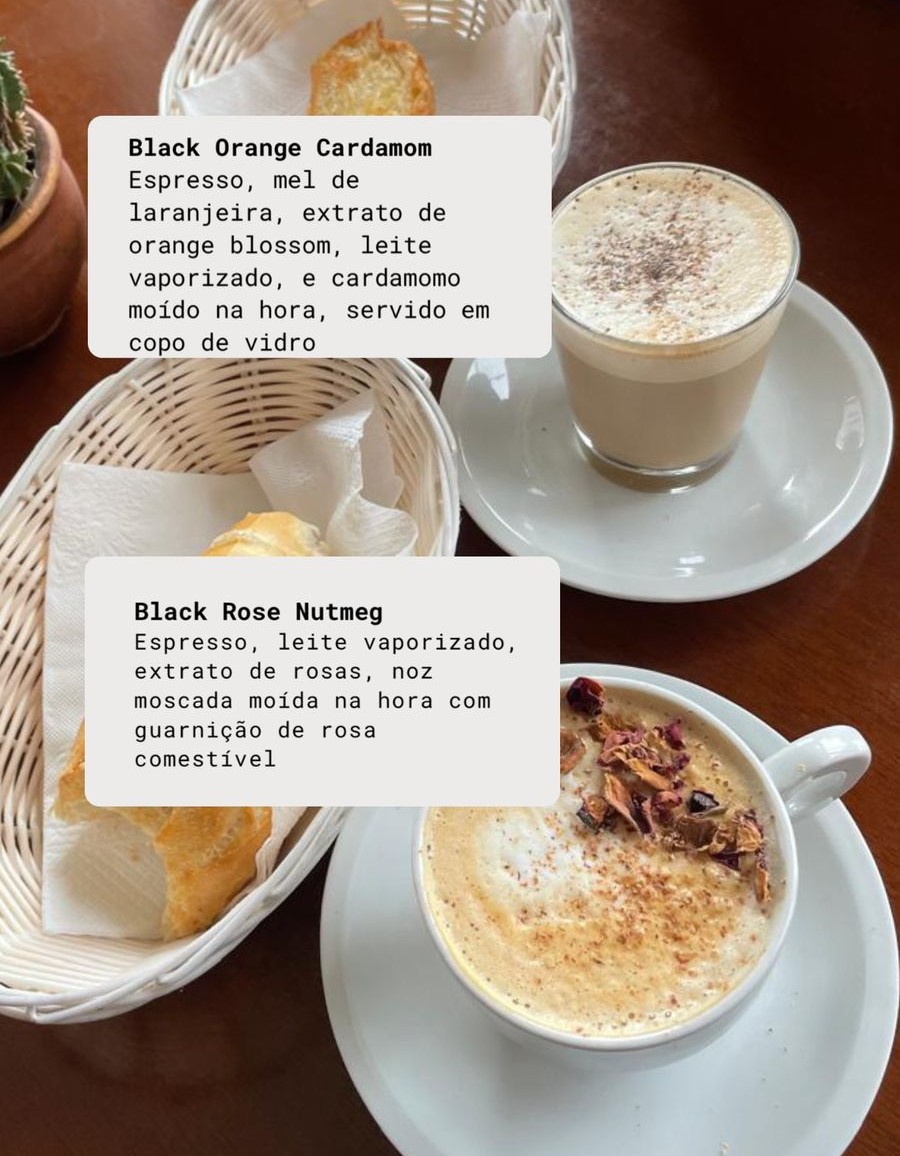 Black Orange Cardamom
Espresso, mel de
laranjeira, extrato de
orange blossom, leite
vaporizado, e cardamomo
moído na hora, servido em
copo de vidro
Black Rose Nutmeg
Espresso, leite vaporizado,
extrato de rosas, noz
moscada moída na hora com
guarnição de rosa
comestível